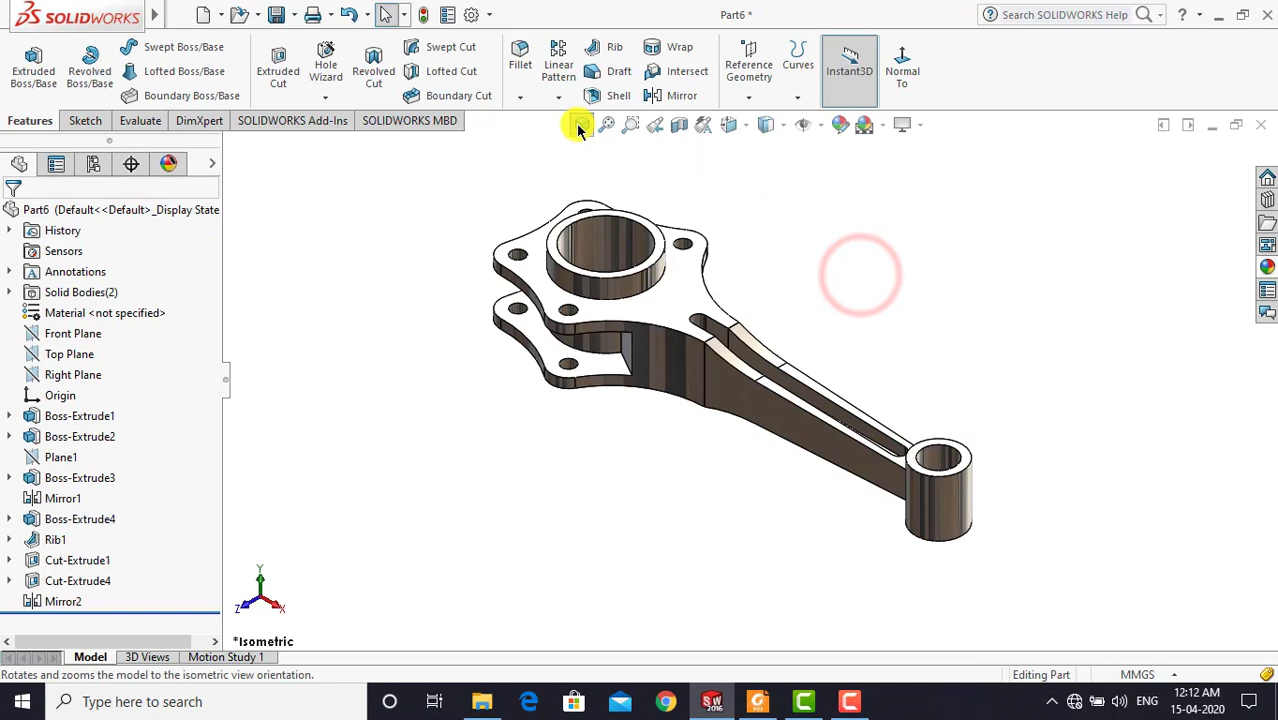 SOLIDWORKS
Part6 *
Search SOLIDWORKS Help
Extruded Boss/Base
Revolved Boss/Base
Swept Boss/Base
Lofted Boss/Base
Boundary Boss/Base
Extruded Cut
Hole Wizard
Revolved Cut
Swept Cut
Lofted Cut
Boundary Cut
Fillet
Linear Pattern
Rib
Draft
Shell
Wrap
Intersect
Mirror
Reference Geometry
Curves
Instant3D
Normal To
Features Sketch Evaluate DimXpert SOLIDWORKS Add-Ins SOLIDWORKS MBD
Part6 (Default<<Default>_Display State
History
Sensors
Annotations
Solid Bodies(2)
Material <not specified>
Front Plane
Top Plane
Right Plane
Origin
Boss-Extrude1
Boss-Extrude2
Plane1
Boss-Extrude3
Mirror1
Boss-Extrude4
Rib1
Cut-Extrude1
Cut-Extrude4
Mirror2
Y
Z
X
*Isometric
Model 3D Views Motion Study 1
Rotates and zooms the model to the isometric view orientation.
Editing Part
MMGS
Type here to search
SW
2016
ENG
12:12 AM
15-04-2020